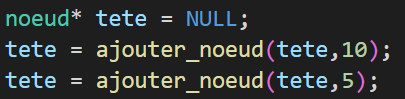 noeud* tete = NULL;
tete = ajouter_noeud(tete,10);
tete = ajouter_noeud(tete,5);